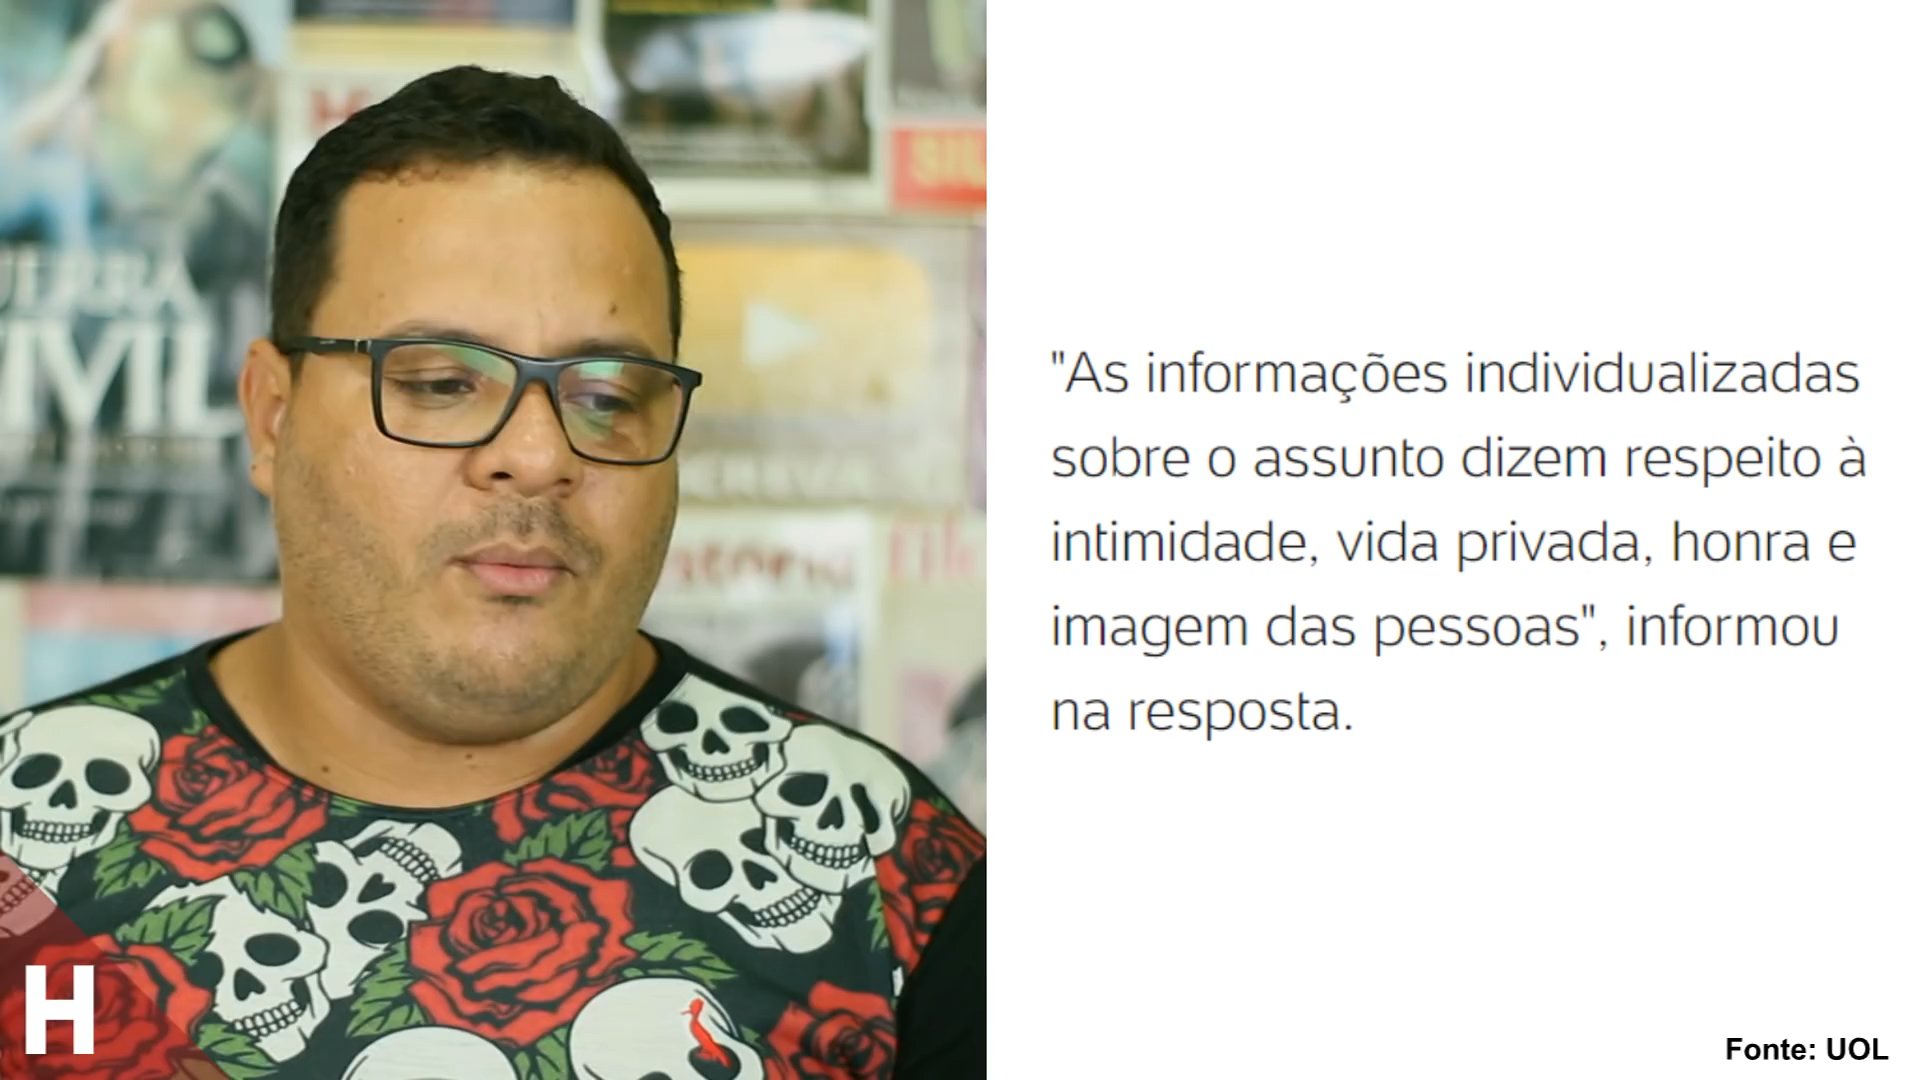 SIL
"As informações individualizadas
sobre o assunto dizem respeito à
intimidade, vida privada, honra e
imagem das pessoas", informou
na resposta.
H
Fonte: UOL